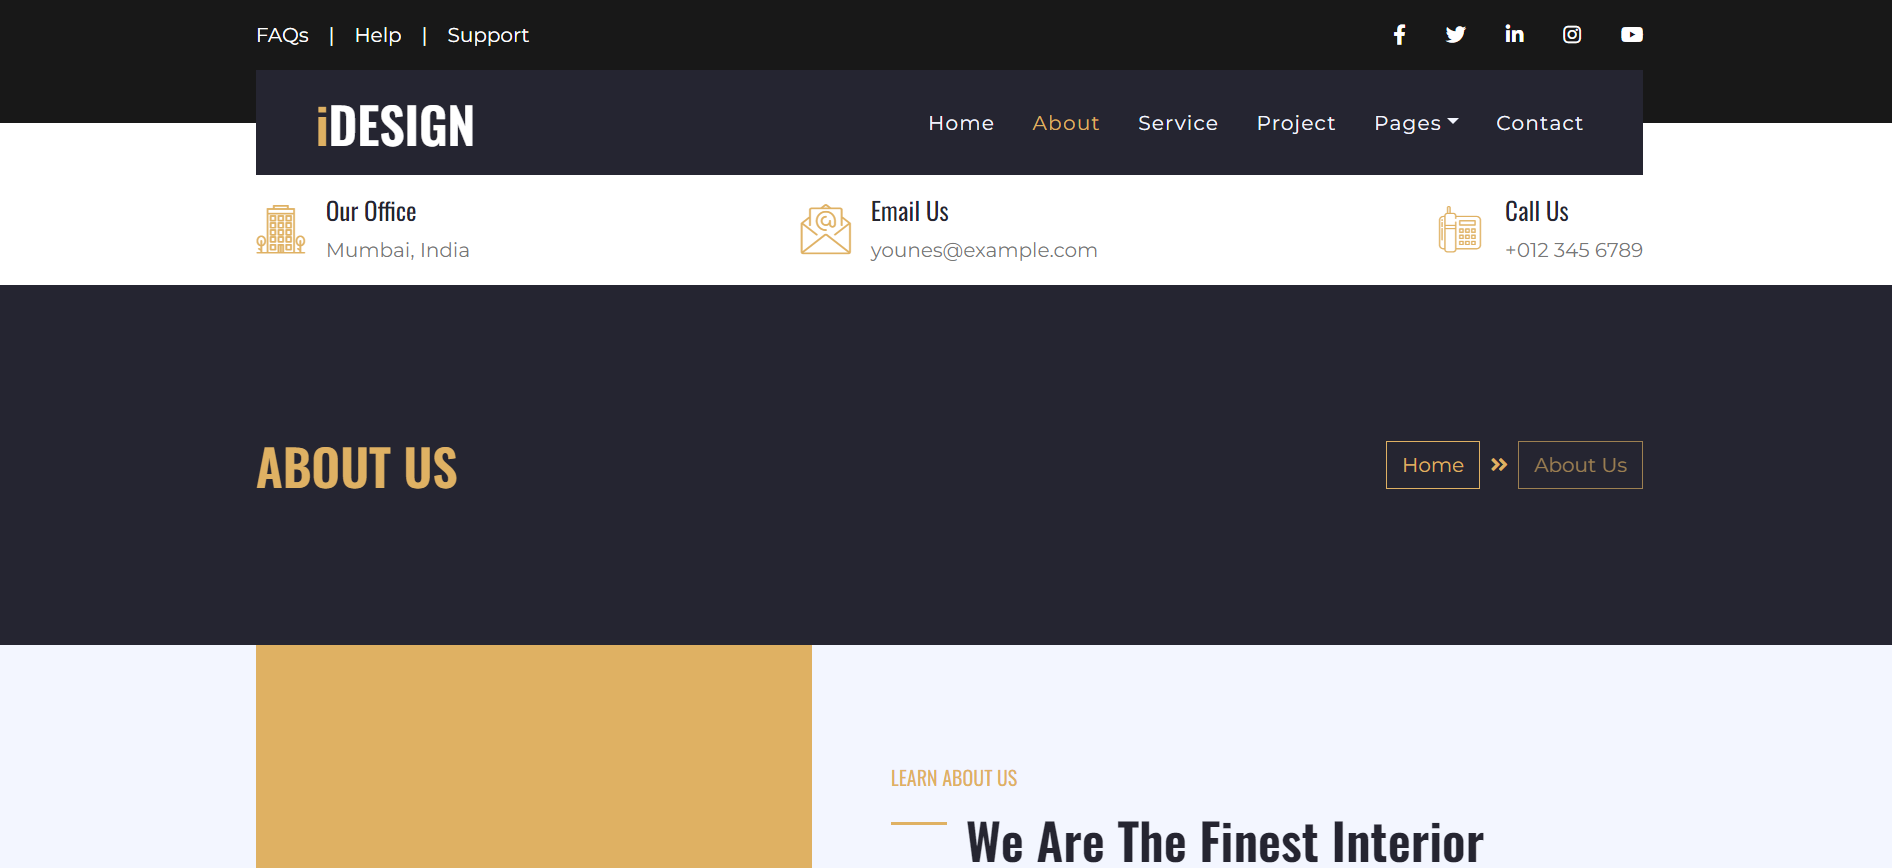 FAQs | Help | Support
iDESIGN
Home About Service Project Pages Contact
Our Office
Mumbai, India
Email Us
younes@example.com
Call Us
+012 345 6789
ABOUT US
Home » About Us
LEARN ABOUT US
We Are The Finest Interior